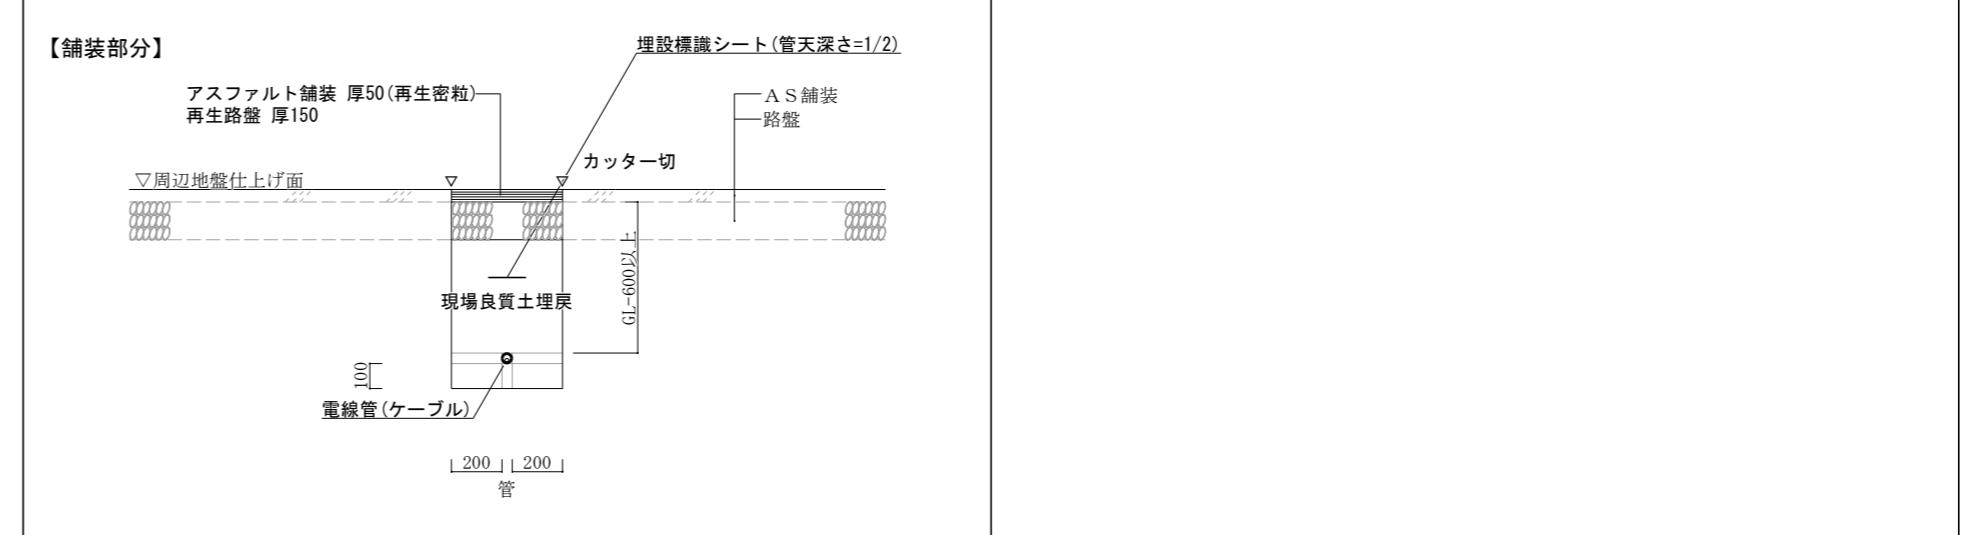 【舗装部分】
埋設標識シート(管天深さ=1/2)
アスファルト舗装 厚50(再生密粒)
再生路盤 厚150
ＡＳ舗装
路盤
カッター切
▽周辺地盤仕上げ面
GL-600以上
現場良質土埋戻
100
電線管(ケーブル)
200
200
管